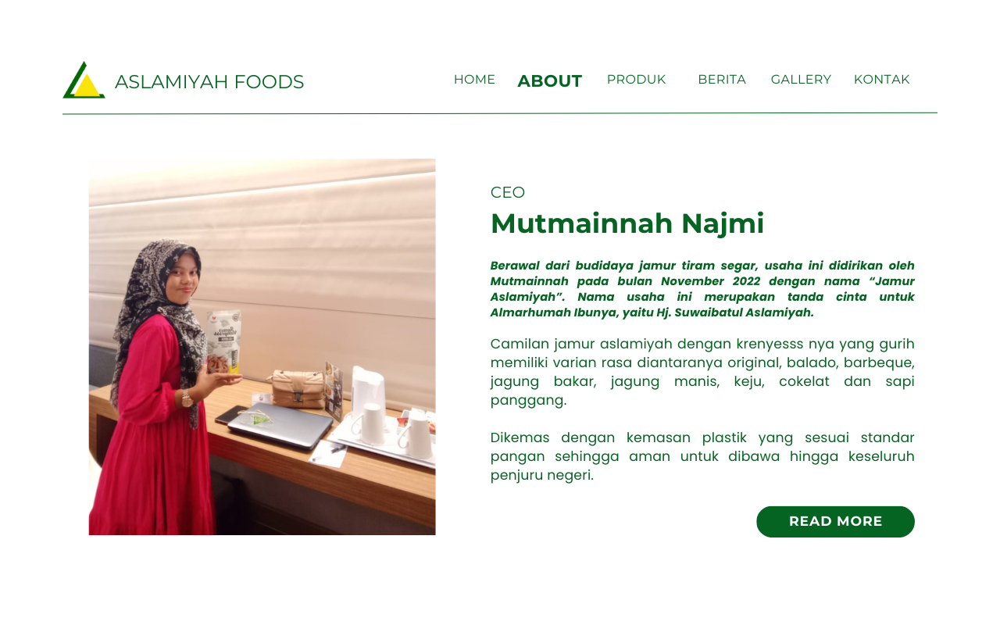 ASLAMIYAH FOODS
HOME ABOUT PRODUK BERITA GALLERY KONTAK
CEO
Mutmainnah Najmi
Berawal dari budidaya jamur tiram segar, usaha ini didirikan oleh
Mutmainnah pada bulan November 2022 dengan nama “Jamur
Aslamiyah”. Nama usaha ini merupakan tanda cinta untuk
Almarhumah Ibunya, yaitu Hj. Suwaibatul Aslamiyah.
Camilan jamur aslamiyah dengan krenyesss nya yang gurih
memiliki varian rasa diantaranya original, balado, barbeque,
jagung bakar, jagung manis, keju, cokelat dan sapi
panggang.
Dikemas dengan kemasan plastik yang sesuai standar
pangan sehingga aman untuk dibawa hingga keseluruh
penjuru negeri.
READ MORE